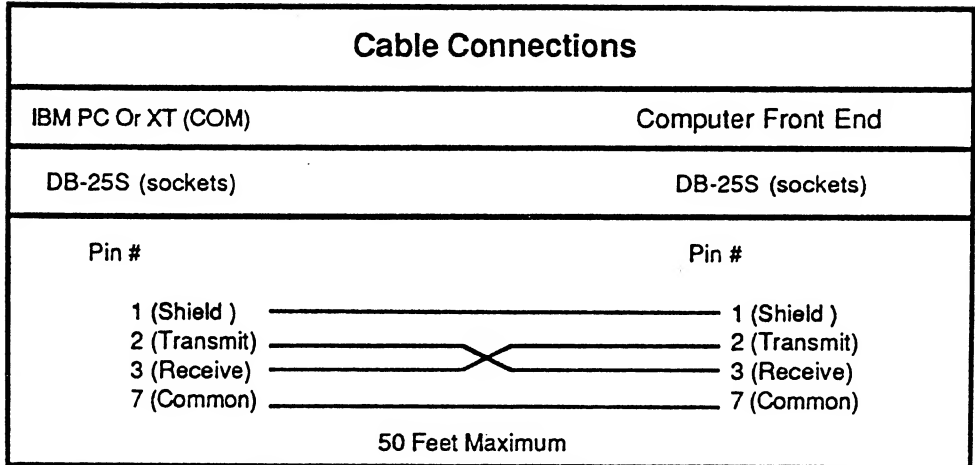 Cable Connections
IBM PC Or XT (COM) Computer Front End
DB-25S (sockets) DB-25S (sockets)
Pin # Pin #
1 (Shield ) 1 (Shield )
2 (Transmit) 2 (Transmit)
3 (Receive) 3 (Receive)
7 (Common) 7 (Common)
50 Feet Maximum